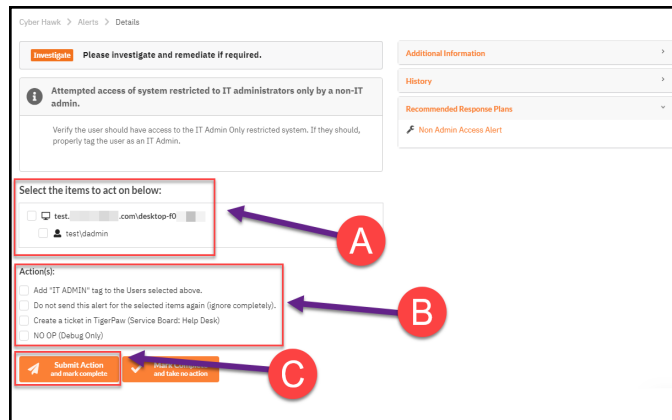 Cyber Hawk > Alerts > Details
Investigate Please investigate and remediate if required.
Attempted access of system restricted to IT administrators only by a non-IT
admin.
Verify the user should have access to the IT Admin Only restricted system. If they should,
properly tag the user as an IT Admin.
Additional Information
History
Recommended Response Plans
Non Admin Access Alert
Select the items to act on below:
test. .com\desktop-f0
test\dadmin
A
Action(s):
Add "IT ADMIN" tag to the Users selected above.
Do not send this alert for the selected items again (ignore completely).
Create a ticket in TigerPaw (Service Board: Help Desk)
NO OP (Debug Only)
B
Submit Action
and mark complete
Mark
and take no action
C